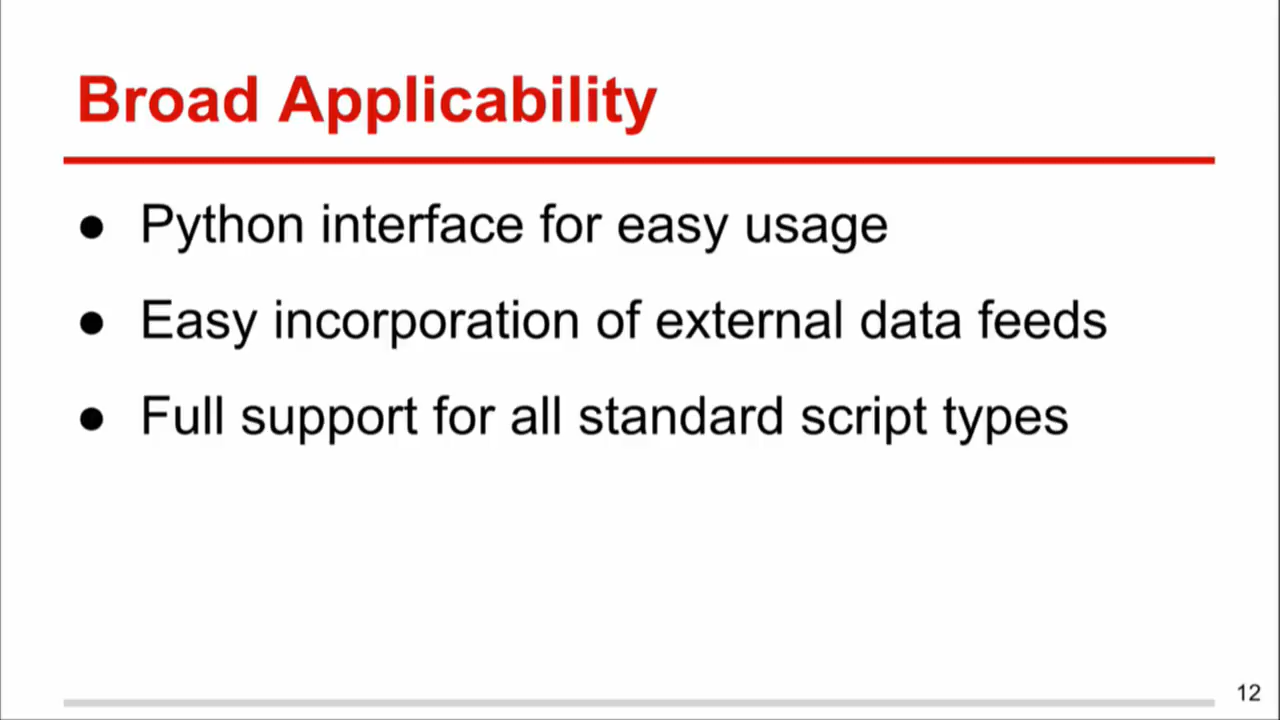 Broad Applicability
● Python interface for easy usage
● Easy incorporation of external data feeds
● Full support for all standard script types
12